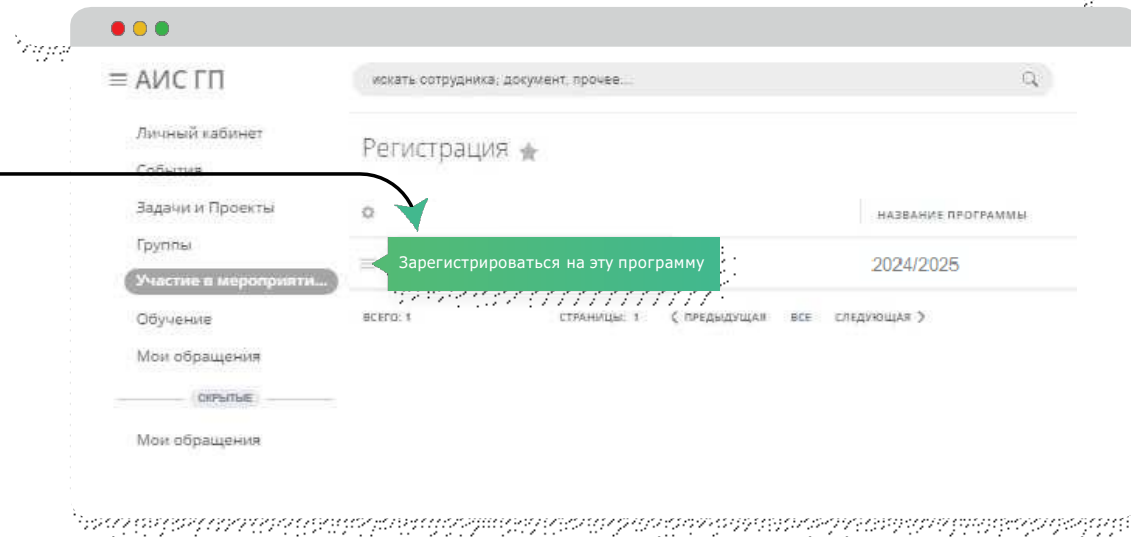 АИС ГП
искать сотрудника, документ, прочее...
Личный кабинет
События
Задачи и Проекты
Группы
Участие в мероприяти...
Обучение
Мои обращения
СКРЫТЫЕ
Мои обращения
Регистрация
НАЗВАНИЕ ПРОГРАММЫ
Зарегистрироваться на эту программу
2024/2025
ВСЕГО: 1
СТРАНИЦЫ: 1
ПРЕДЫДУЩАЯ
ВСЕ
СЛЕДУЮЩАЯ